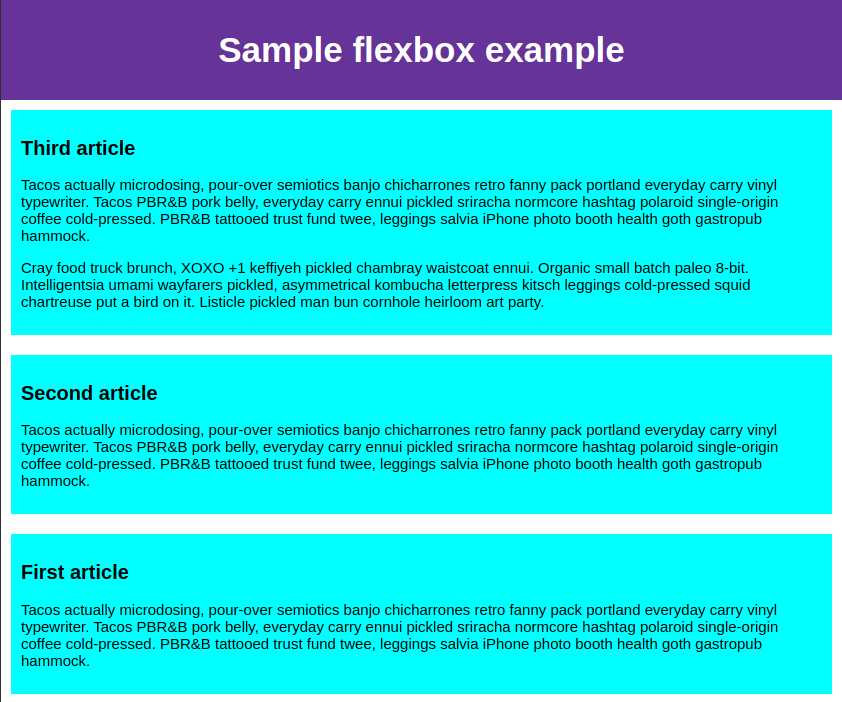 Sample flexbox example
Third article
Tacos actually microdosing, pour-over semiotics banjo chicharrones retro fanny pack portland everyday carry vinyl
typewriter. Tacos PBR&B pork belly, everyday carry ennui pickled sriracha normcore hashtag polaroid single-origin
coffee cold-pressed. PBR&B tattooed trust fund twee, leggings salvia iPhone photo booth health goth gastropub
hammock.
Cray food truck brunch, XOXO +1 keffiyeh pickled chambray waistcoat ennui. Organic small batch paleo 8-bit.
Intelligentsia umami wayfarers pickled, asymmetrical kombucha letterpress kitsch leggings cold-pressed squid
chartreuse put a bird on it. Listicle pickled man bun cornhole heirloom art party.
Second article
Tacos actually microdosing, pour-over semiotics banjo chicharrones retro fanny pack portland everyday carry vinyl
typewriter. Tacos PBR&B pork belly, everyday carry ennui pickled sriracha normcore hashtag polaroid single-origin
coffee cold-pressed. PBR&B tattooed trust fund twee, leggings salvia iPhone photo booth health goth gastropub
hammock.
First article
Tacos actually microdosing, pour-over semiotics banjo chicharrones retro fanny pack portland everyday carry vinyl
typewriter. Tacos PBR&B pork belly, everyday carry ennui pickled sriracha normcore hashtag polaroid single-origin
coffee cold-pressed. PBR&B tattooed trust fund twee, leggings salvia iPhone photo booth health goth gastropub
hammock.